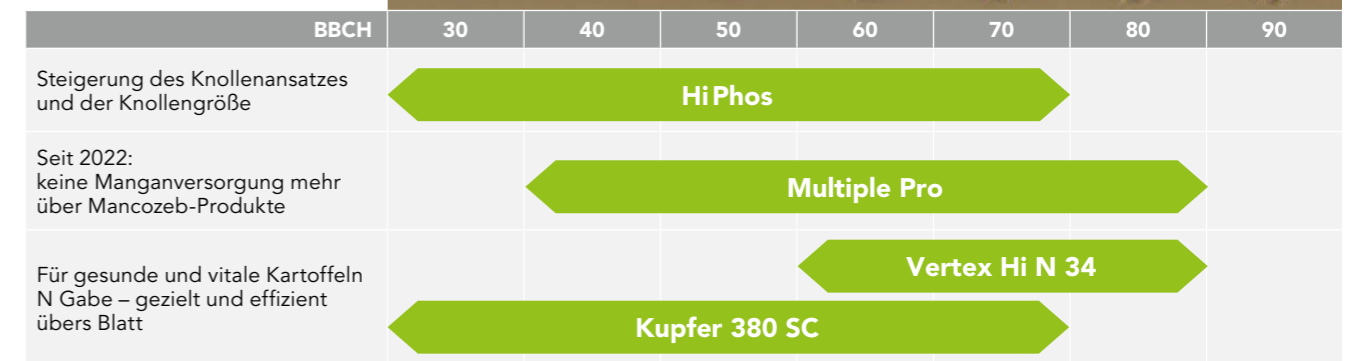 BBCH 30 40 50 60 70 80 90
Steigerung des Knollenansatzes
und der Knollengröße
HiPhos
Seit 2022:
keine Manganversorgung mehr
über Mancozeb-Produkte
Multiple Pro
Für gesunde und vitale Kartoffeln
N Gabe – gezielt und effizient
übers Blatt
Vertex Hi N 34
Kupfer 380 SC